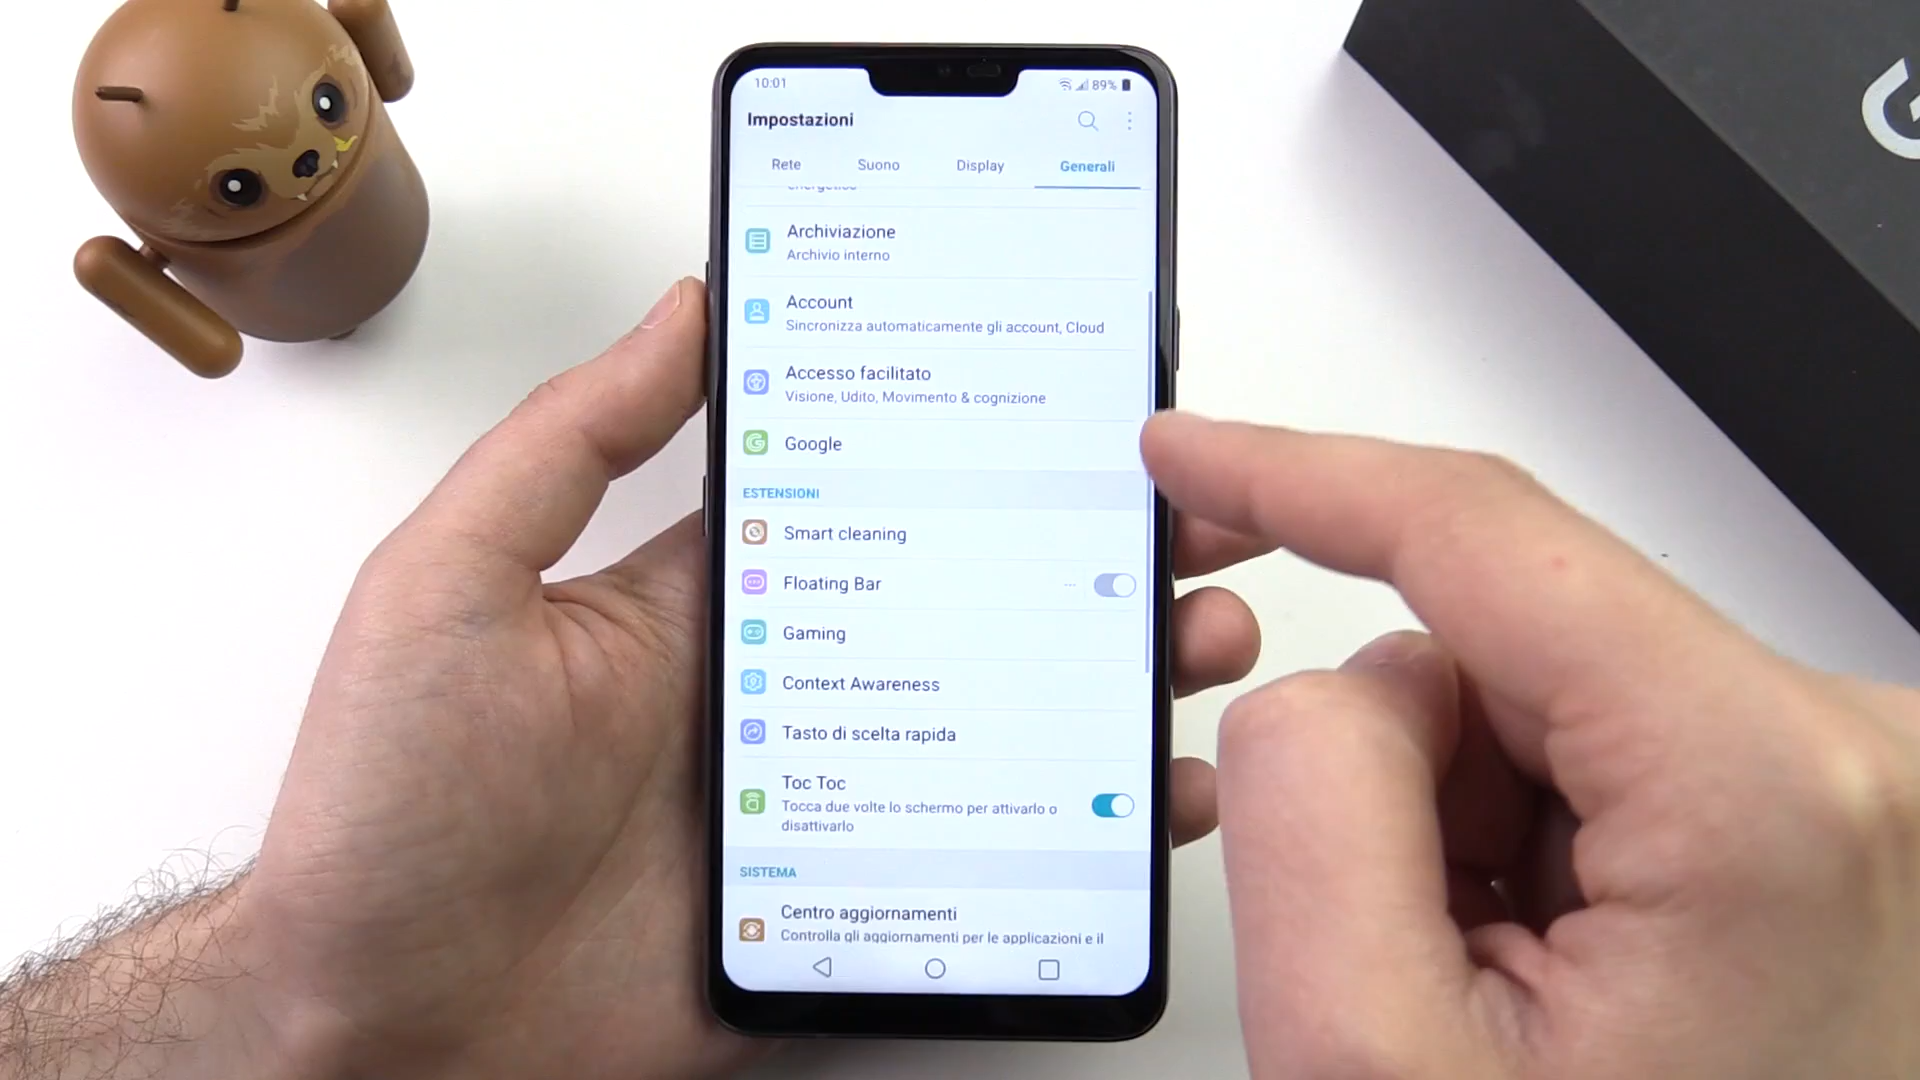 10:01
89%
Impostazioni
Rete Suono Display Generali
energetico
Archiviazione
Archivio interno
Account
Sincronizza automaticamente gli account, Cloud
Accesso facilitato
Visione, Udito, Movimento & cognizione
Google
ESTENSIONI
Smart cleaning
Floating Bar
Gaming
Context Awareness
Tasto di scelta rapida
Toc Toc
Tocca due volte lo schermo per attivarlo o
disattivarlo
SISTEMA
Centro aggiornamenti
Controlla gli aggiornamenti per le applicazioni e il
G